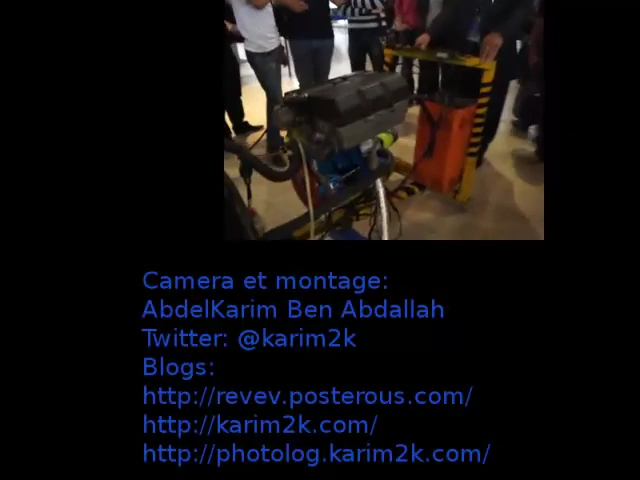 Camera et montage:
AbdelKarim Ben Abdallah
Twitter: @karim2k
Blogs:
http://revev.posterous.com/
http://karim2k.com/
http://photolog.karim2k.com/